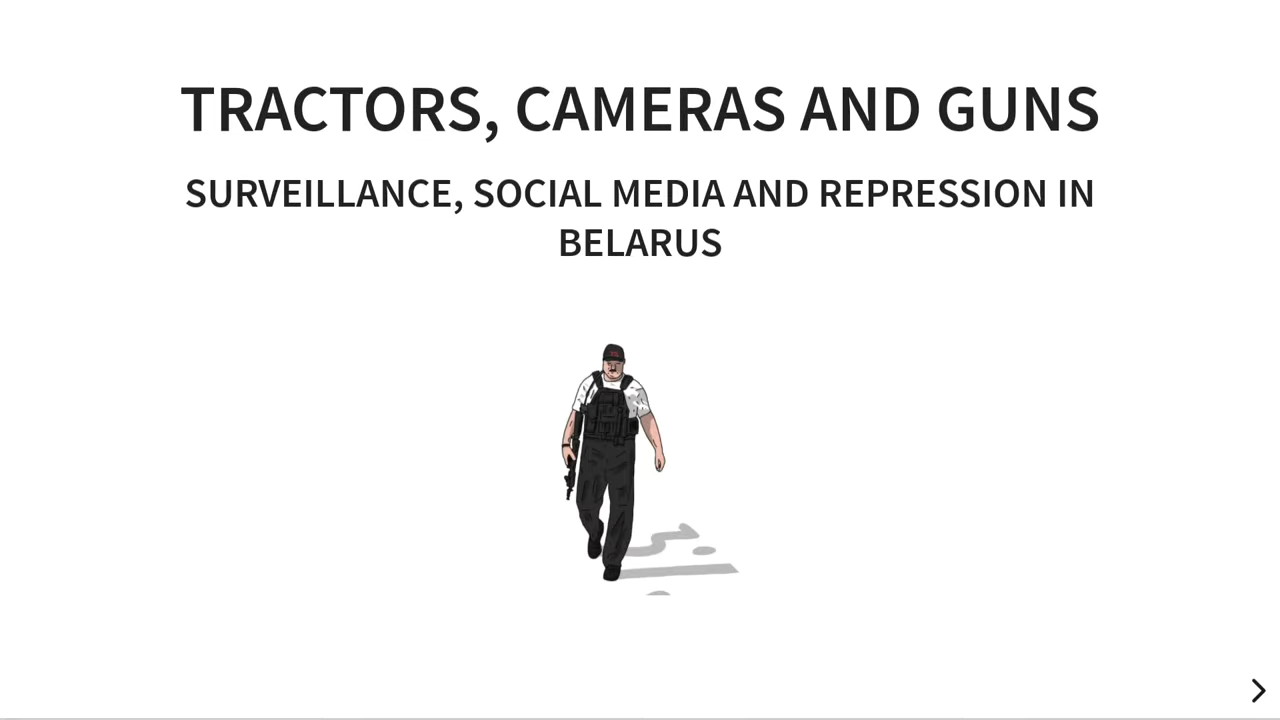 TRACTORS, CAMERAS AND GUNS
SURVEILLANCE, SOCIAL MEDIA AND REPRESSION IN
BELARUS